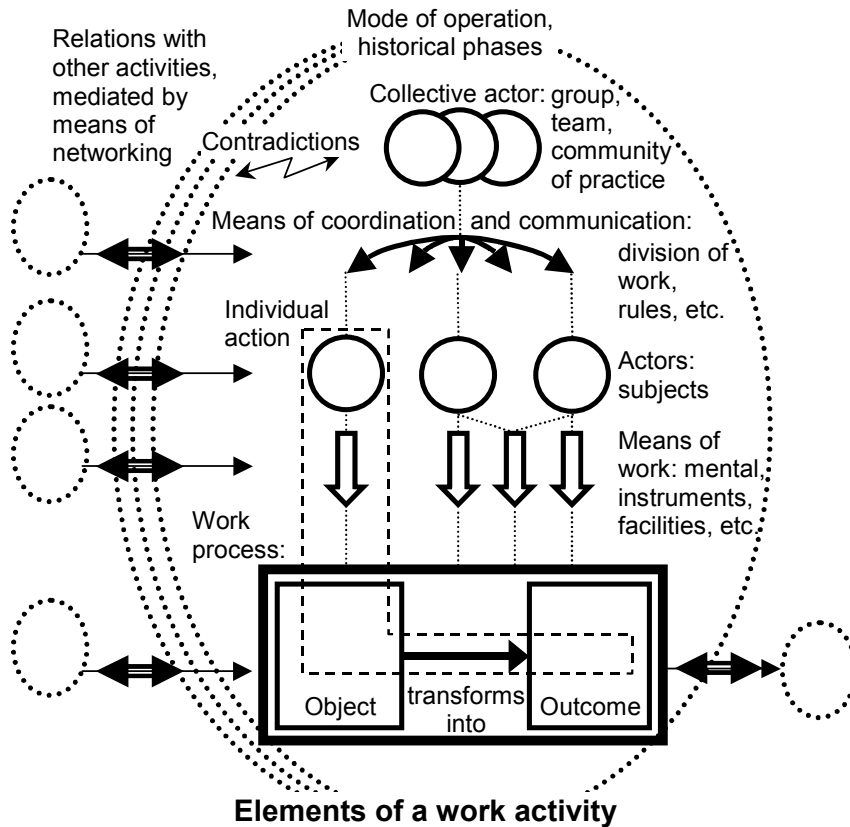 Mode of operation,
historical phases
Relations with
other activities,
mediated by
means of
networking
Collective actor: group,
team,
community
of practice
Contradictions
Means of coordination and communication:
division of
work,
rules, etc.
Individual
action
Actors:
subjects
Means of
work: mental,
instruments,
facilities, etc.
Work
process:
Object
transforms
into
Outcome
Elements of a work activity